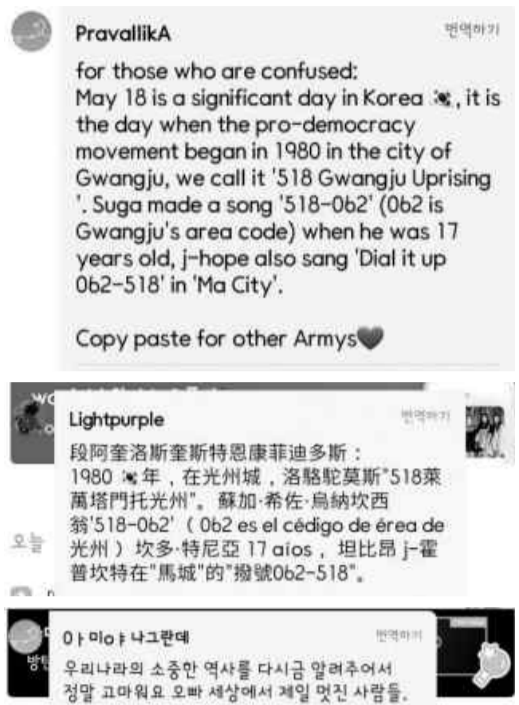 PravallikA 번역하기
for those who are confused:
May 18 is a significant day in Korea 🇰🇷, it is
the day when the pro-democracy
movement began in 1980 in the city of
Gwangju, we call it '518 Gwangju Uprising
'. Suga made a song '518-062' (062 is
Gwangju's area code) when he was 17
years old, j-hope also sang 'Dial it up
062-518' in 'Ma City'.
Copy paste for other Armys🖤
Lightpurple 번역하기
段阿奎洛斯奎斯特恩康菲迪多斯：
1980 🇰🇷年，在光州城，洛駱駝莫斯"518萊
萬塔門托光州"。蘇加·希佐·烏納坎西
翁'518-062'（062 es el cédigo de érea de
光州）坎多·特尼亞 17 aíos，坦比昂 j-霍
普坎特在"馬城"的"撥號062-518"。
오늘
아미야나그란데 번역하기
방탄
우리나라의 소중한 역사를 다시금 알려주어서
정말 고마워요 오빠 세상에서 제일 멋진 사람들.